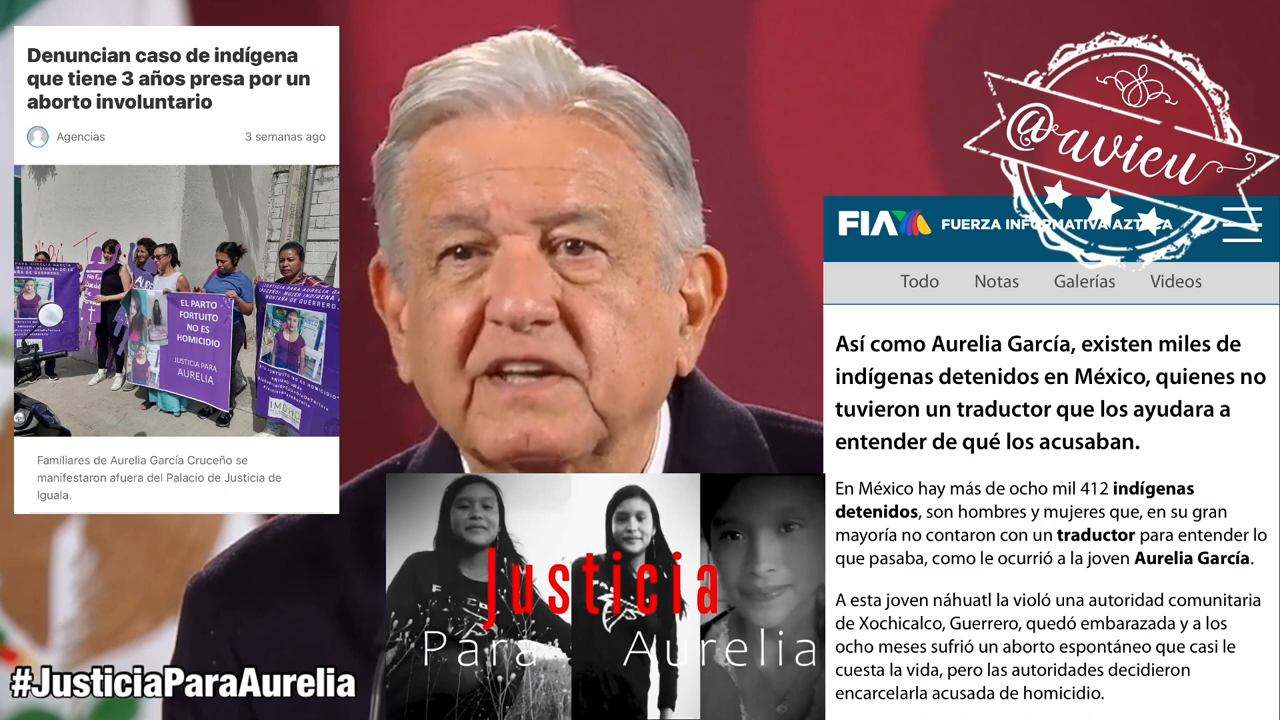 Denuncian caso de indígena
que tiene 3 años presa por un
aborto involuntario
Agencias
3 semanas ago
EL PARTO
FORTUITO
NO ES
HOMICIDIO
JUSTICIA PARA
AURELIA
Familiares de Aurelia García Cruceño se
manifestaron afuera del Palacio de Justicia de
Iguala.
#JusticiaParaAurelia
Justicia
Para Aurelia
@avieu
FIA
FUERZA INFORMATIVA AZTECA
Todo Notas Galerías Videos
Así como Aurelia García, existen miles de
indígenas detenidos en México, quienes no
tuvieron un traductor que los ayudara a
entender de qué los acusaban.
En México hay más de ocho mil 412 indígenas
detenidos, son hombres y mujeres que, en su gran
mayoría no contaron con un traductor para entender lo
que pasaba, como le ocurrió a la joven Aurelia García.
A esta joven náhuatl la violó una autoridad comunitaria
de Xochicalco, Guerrero, quedó embarazada y a los
ocho meses sufrió un aborto espontáneo que casi le
cuesta la vida, pero las autoridades decidieron
encarcelarla acusada de homicidio.